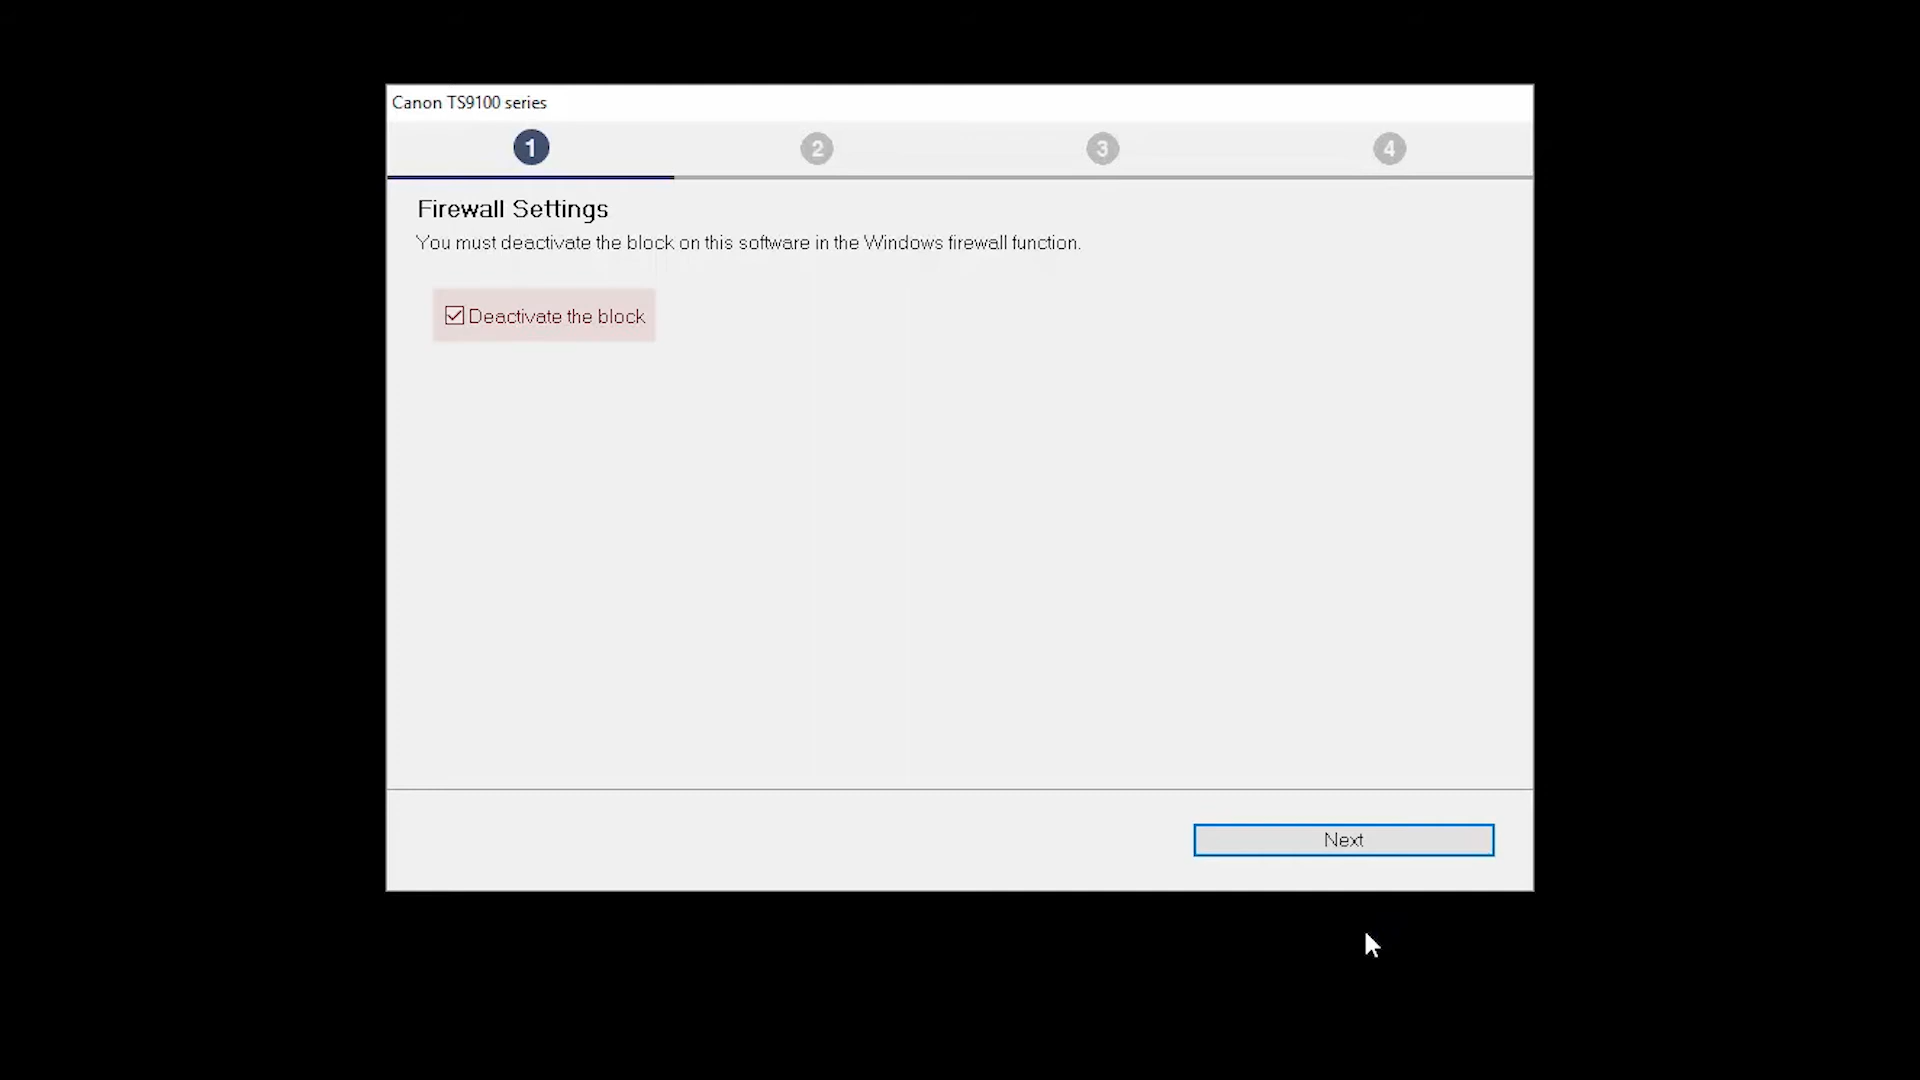 Canon TS9100 series
1 2 3 4
Firewall Settings
You must deactivate the block on this software in the Windows firewall function.
Deactivate the block
Next